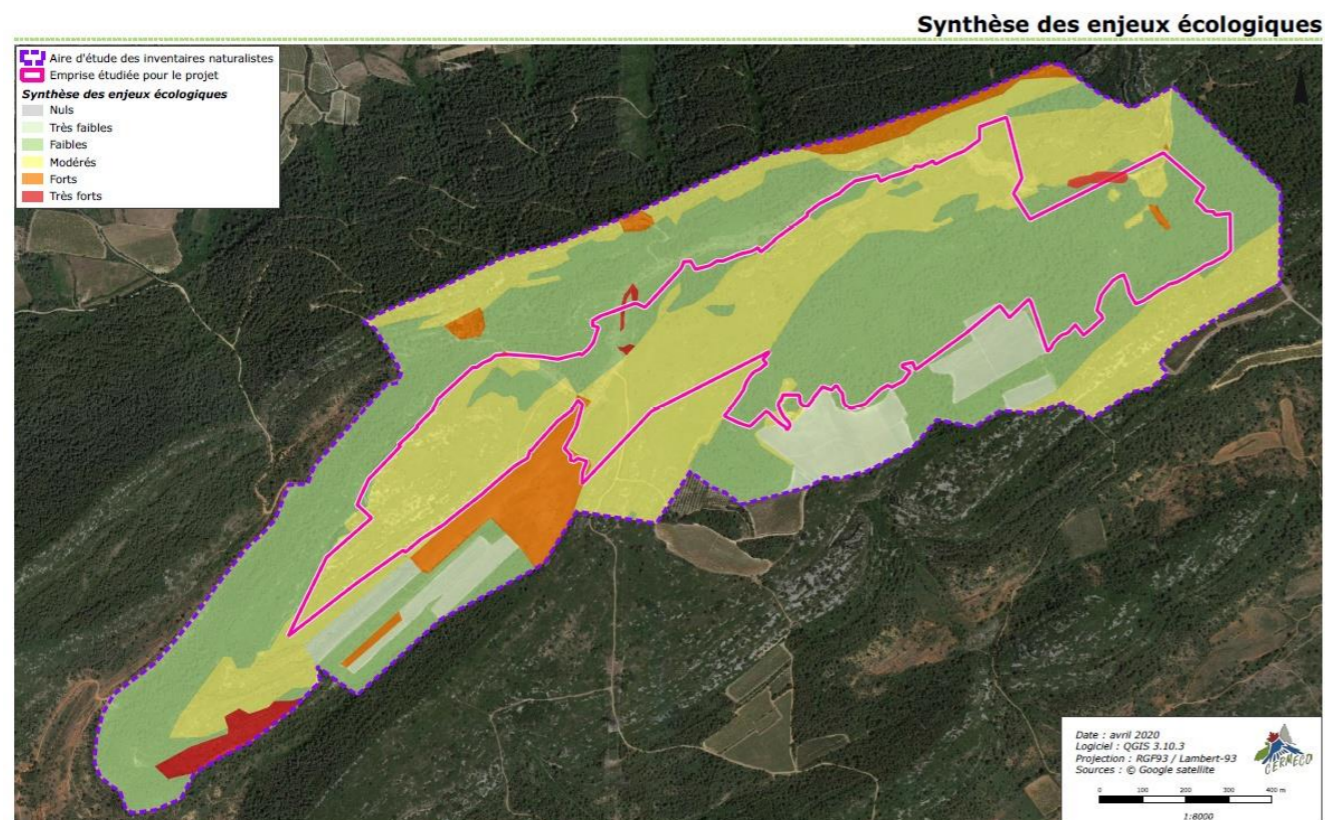 Synthèse des enjeux écologiques
Aire d'étude des inventaires naturalistes
Emprise étudiée pour le projet
Synthèse des enjeux écologiques
Nuls
Très faibles
Faibles
Modérés
Forts
Très forts
Date : avril 2020
Logiciel : QGIS 3.10.3
Projection : RGF93 / Lambert-93
Sources : © Google satellite
CERMECO
0 100 200 300 400 m
1:8000